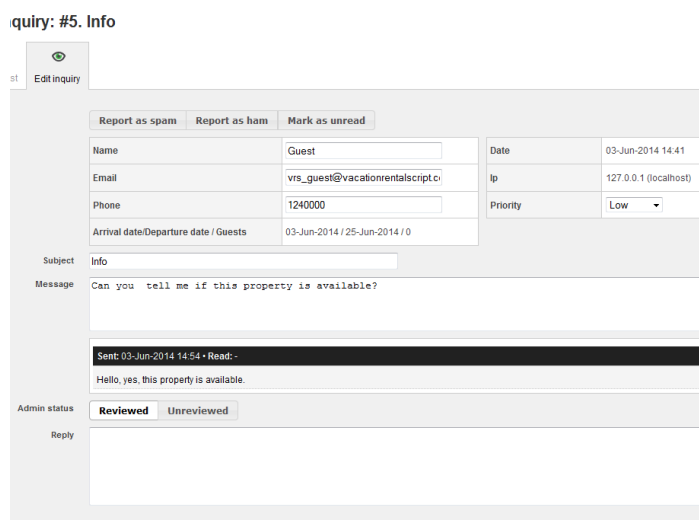 nquiry: #5. Info
st
Edit inquiry
Report as spam Report as ham Mark as unread
Name Guest Date 03-Jun-2014 14:41
Email vrs_guest@vacationrentalscript.c Ip 127.0.0.1 (localhost)
Phone 1240000 Priority Low
Arrival date/Departure date / Guests 03-Jun-2014 / 25-Jun-2014 / 0
Subject Info
Message Can you tell me if this property is available?
Sent: 03-Jun-2014 14:54 • Read: -
Hello, yes, this property is available.
Admin status Reviewed Unreviewed
Reply